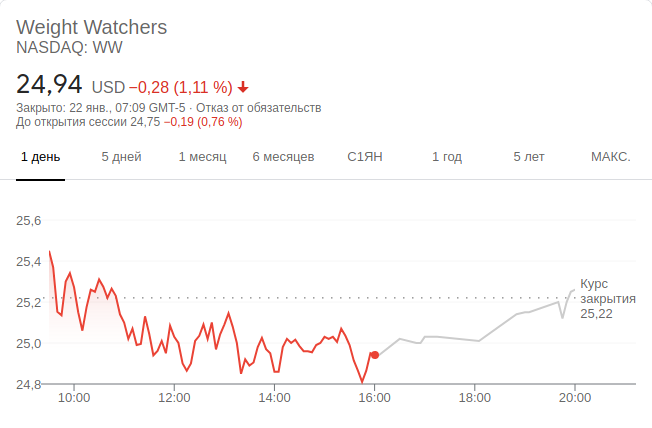 Weight Watchers
NASDAQ: WW
24,94 USD −0,28 (1,11 %)
Закрыто: 22 янв., 07:09 GMT-5 · Отказ от обязательств
До открытия сессии 24,75 −0,19 (0,76 %)
1 день 5 дней 1 месяц 6 месяцев С1ЯН 1 год 5 лет МАКС.
25,6
25,4
25,2
25,0
24,8
Курс
закрытия
25,22
10:00 12:00 14:00 16:00 18:00 20:00